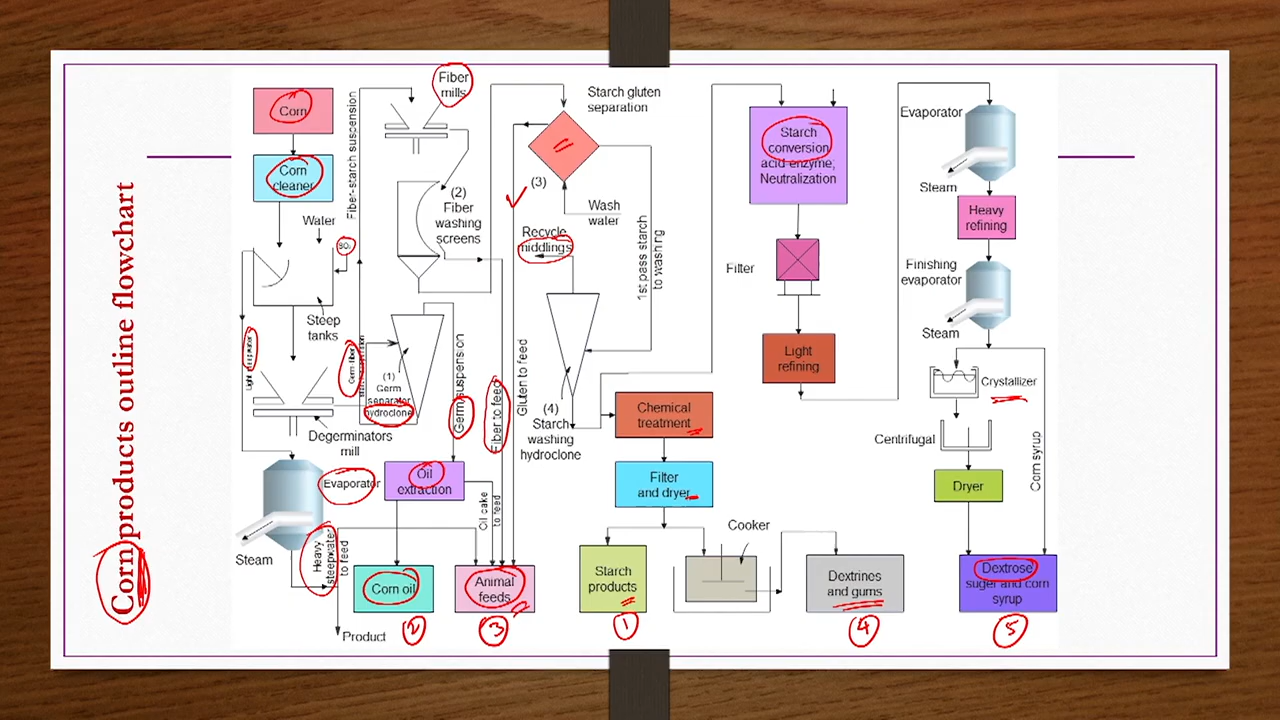 Corn products outline flowchart
Corn
Corn
cleaner
Water
SO₂
Steep
tanks
Fiber-starch suspension
Fiber
mills
(2)
Fiber
washing
screens
(1)
Germ
separator
hydroclone
Degerminators
mill
Germ suspension
Fiber to feed
Gluten to feed
Evaporator
Steam
Heavy
steepwater
to feed
Product
Oil
extraction
Oil cake
to feed
Corn oil
Animal
feeds
Starch gluten
separation
(3)
Wash
water
Recycle
middlings
1st pass starch
to washing
(4)
Starch
washing
hydroclone
Chemical
treatment
Filter
and dryer
Starch
products
Cooker
Dextrines
and gums
Starch
conversion
acid enzyme;
Neutralization
Filter
Light
refining
Evaporator
Steam
Heavy
refining
Finishing
evaporator
Steam
Crystallizer
Centrifugal
Dryer
Corn syrup
Dextrose
suger and corn
syrup
2
3
1
4
5